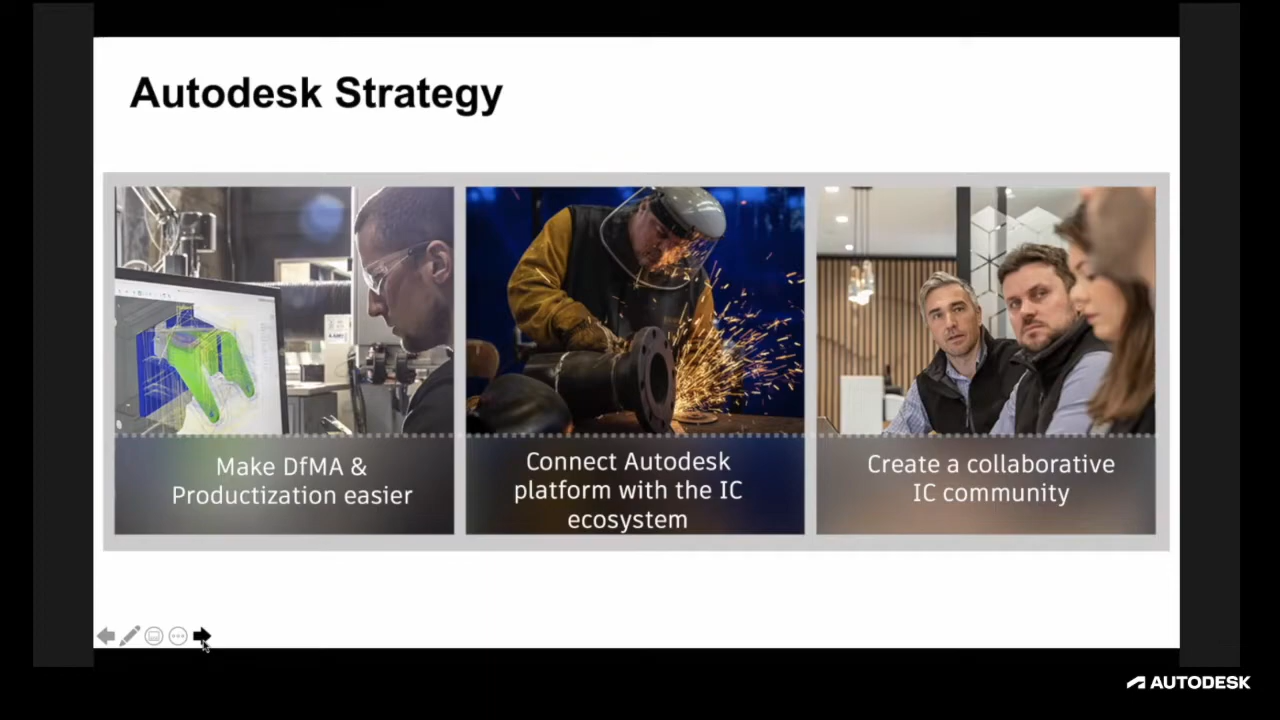 Autodesk Strategy
Make DfMA &
Productization easier
Connect Autodesk
platform with the IC
ecosystem
Create a collaborative
IC community
AUTODESK